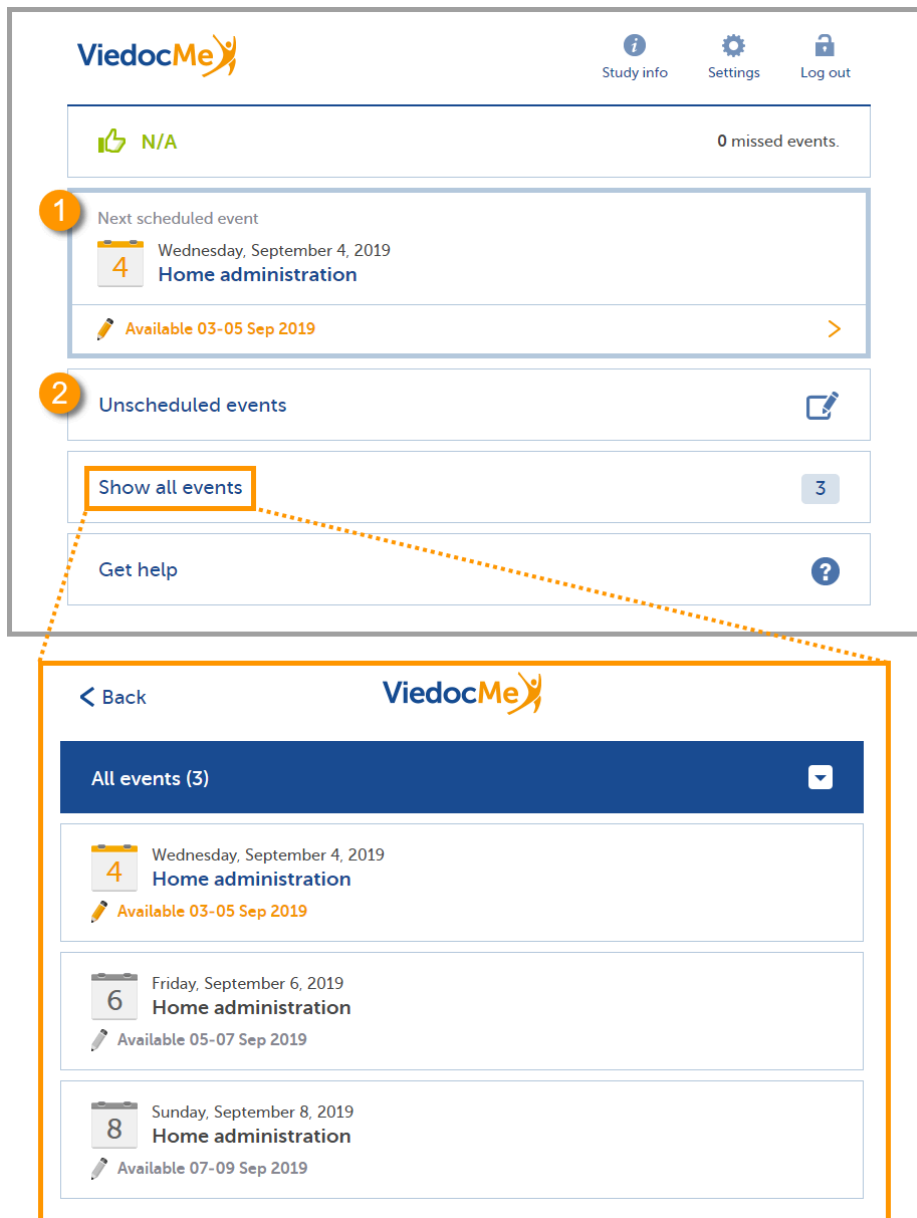 ViedocMe
Study info
Settings
Log out
N/A
0 missed events.
1
Next scheduled event
4
Wednesday, September 4, 2019
Home administration
Available 03-05 Sep 2019
2
Unscheduled events
Show all events
3
Get help
Back
ViedocMe
All events (3)
4
Wednesday, September 4, 2019
Home administration
Available 03-05 Sep 2019
6
Friday, September 6, 2019
Home administration
Available 05-07 Sep 2019
8
Sunday, September 8, 2019
Home administration
Available 07-09 Sep 2019